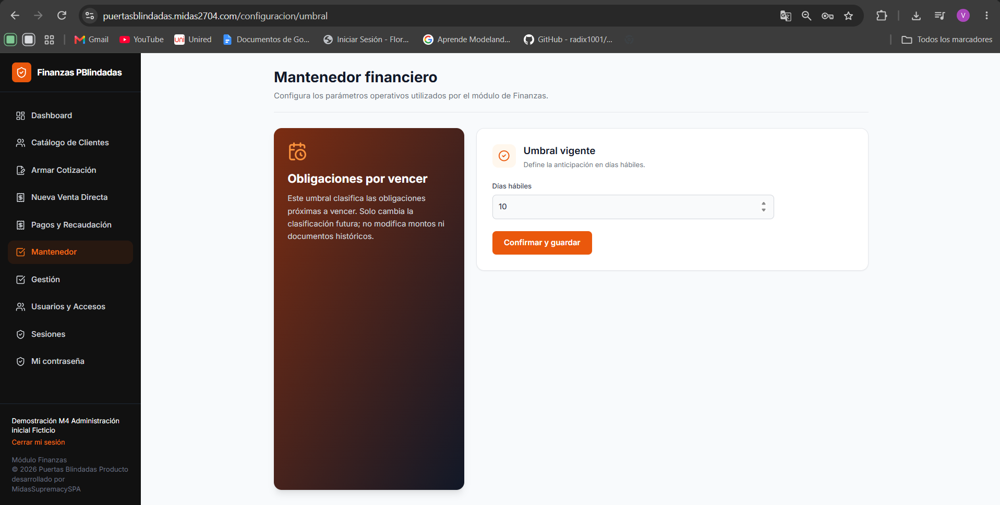 puertasblindadas.midas2704.com/configuracion/umbral
V
Gmail
YouTube
uni Unired
Documentos de Go...
Iniciar Sesión - Flor...
Aprende Modeland...
GitHub - radix1001/...
Todos los marcadores
Finanzas PBlindadas
Dashboard
Catálogo de Clientes
Armar Cotización
Nueva Venta Directa
Pagos y Recaudación
Mantenedor
Gestión
Usuarios y Accesos
Sesiones
Mi contraseña
Demostración M4 Administración
inicial Ficticio
Cerrar mi sesión
Módulo Finanzas
© 2026 Puertas Blindadas Producto
desarrollado por
MidasSupremacySPA
Mantenedor financiero
Configura los parámetros operativos utilizados por el módulo de Finanzas.
Obligaciones por vencer
Este umbral clasifica las obligaciones
próximas a vencer. Solo cambia la
clasificación futura; no modifica montos ni
documentos históricos.
Umbral vigente
Define la anticipación en días hábiles.
Días hábiles
10
Confirmar y guardar